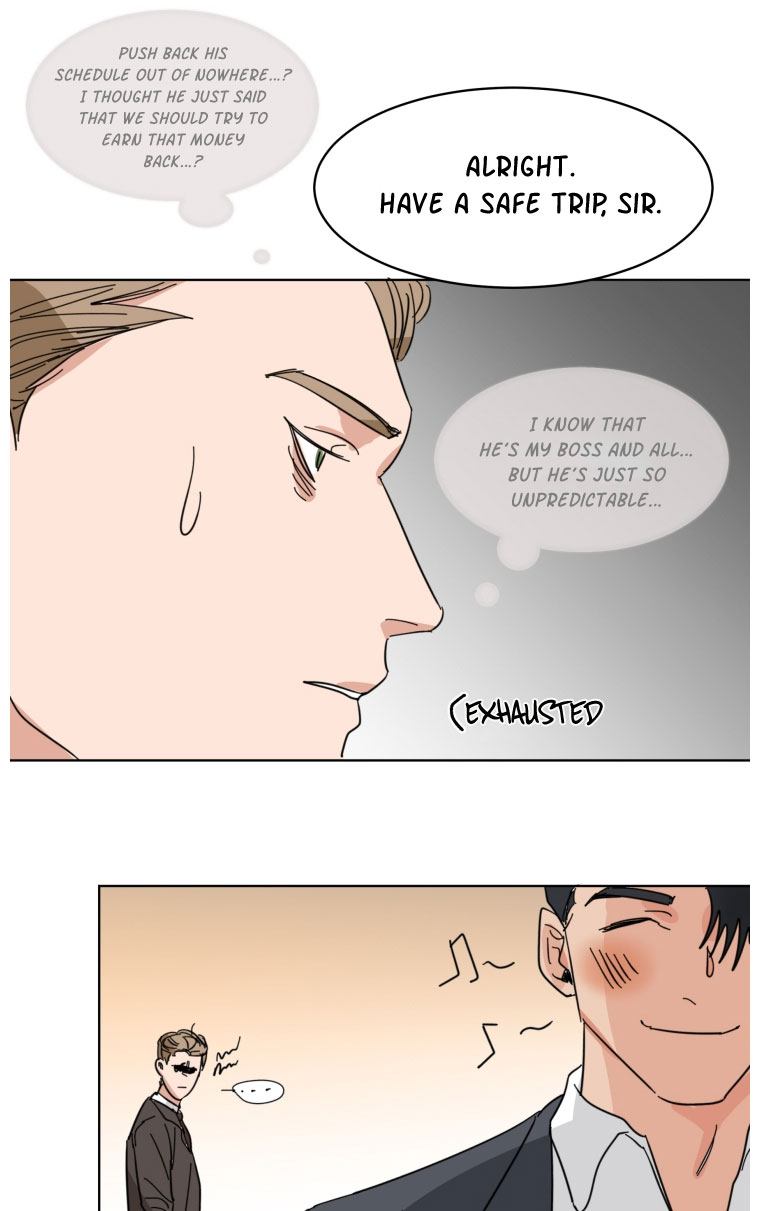 PUSH BACK HIS
SCHEDULE OUT OF NOWHERE...?
I THOUGHT HE JUST SAID
THAT WE SHOULD TRY TO
EARN THAT MONEY
BACK...?
ALRIGHT.
HAVE A SAFE TRIP, SIR.
I KNOW THAT
HE'S MY BOSS AND ALL...
BUT HE'S JUST SO
UNPREDICTABLE...
(EXHAUSTED
....